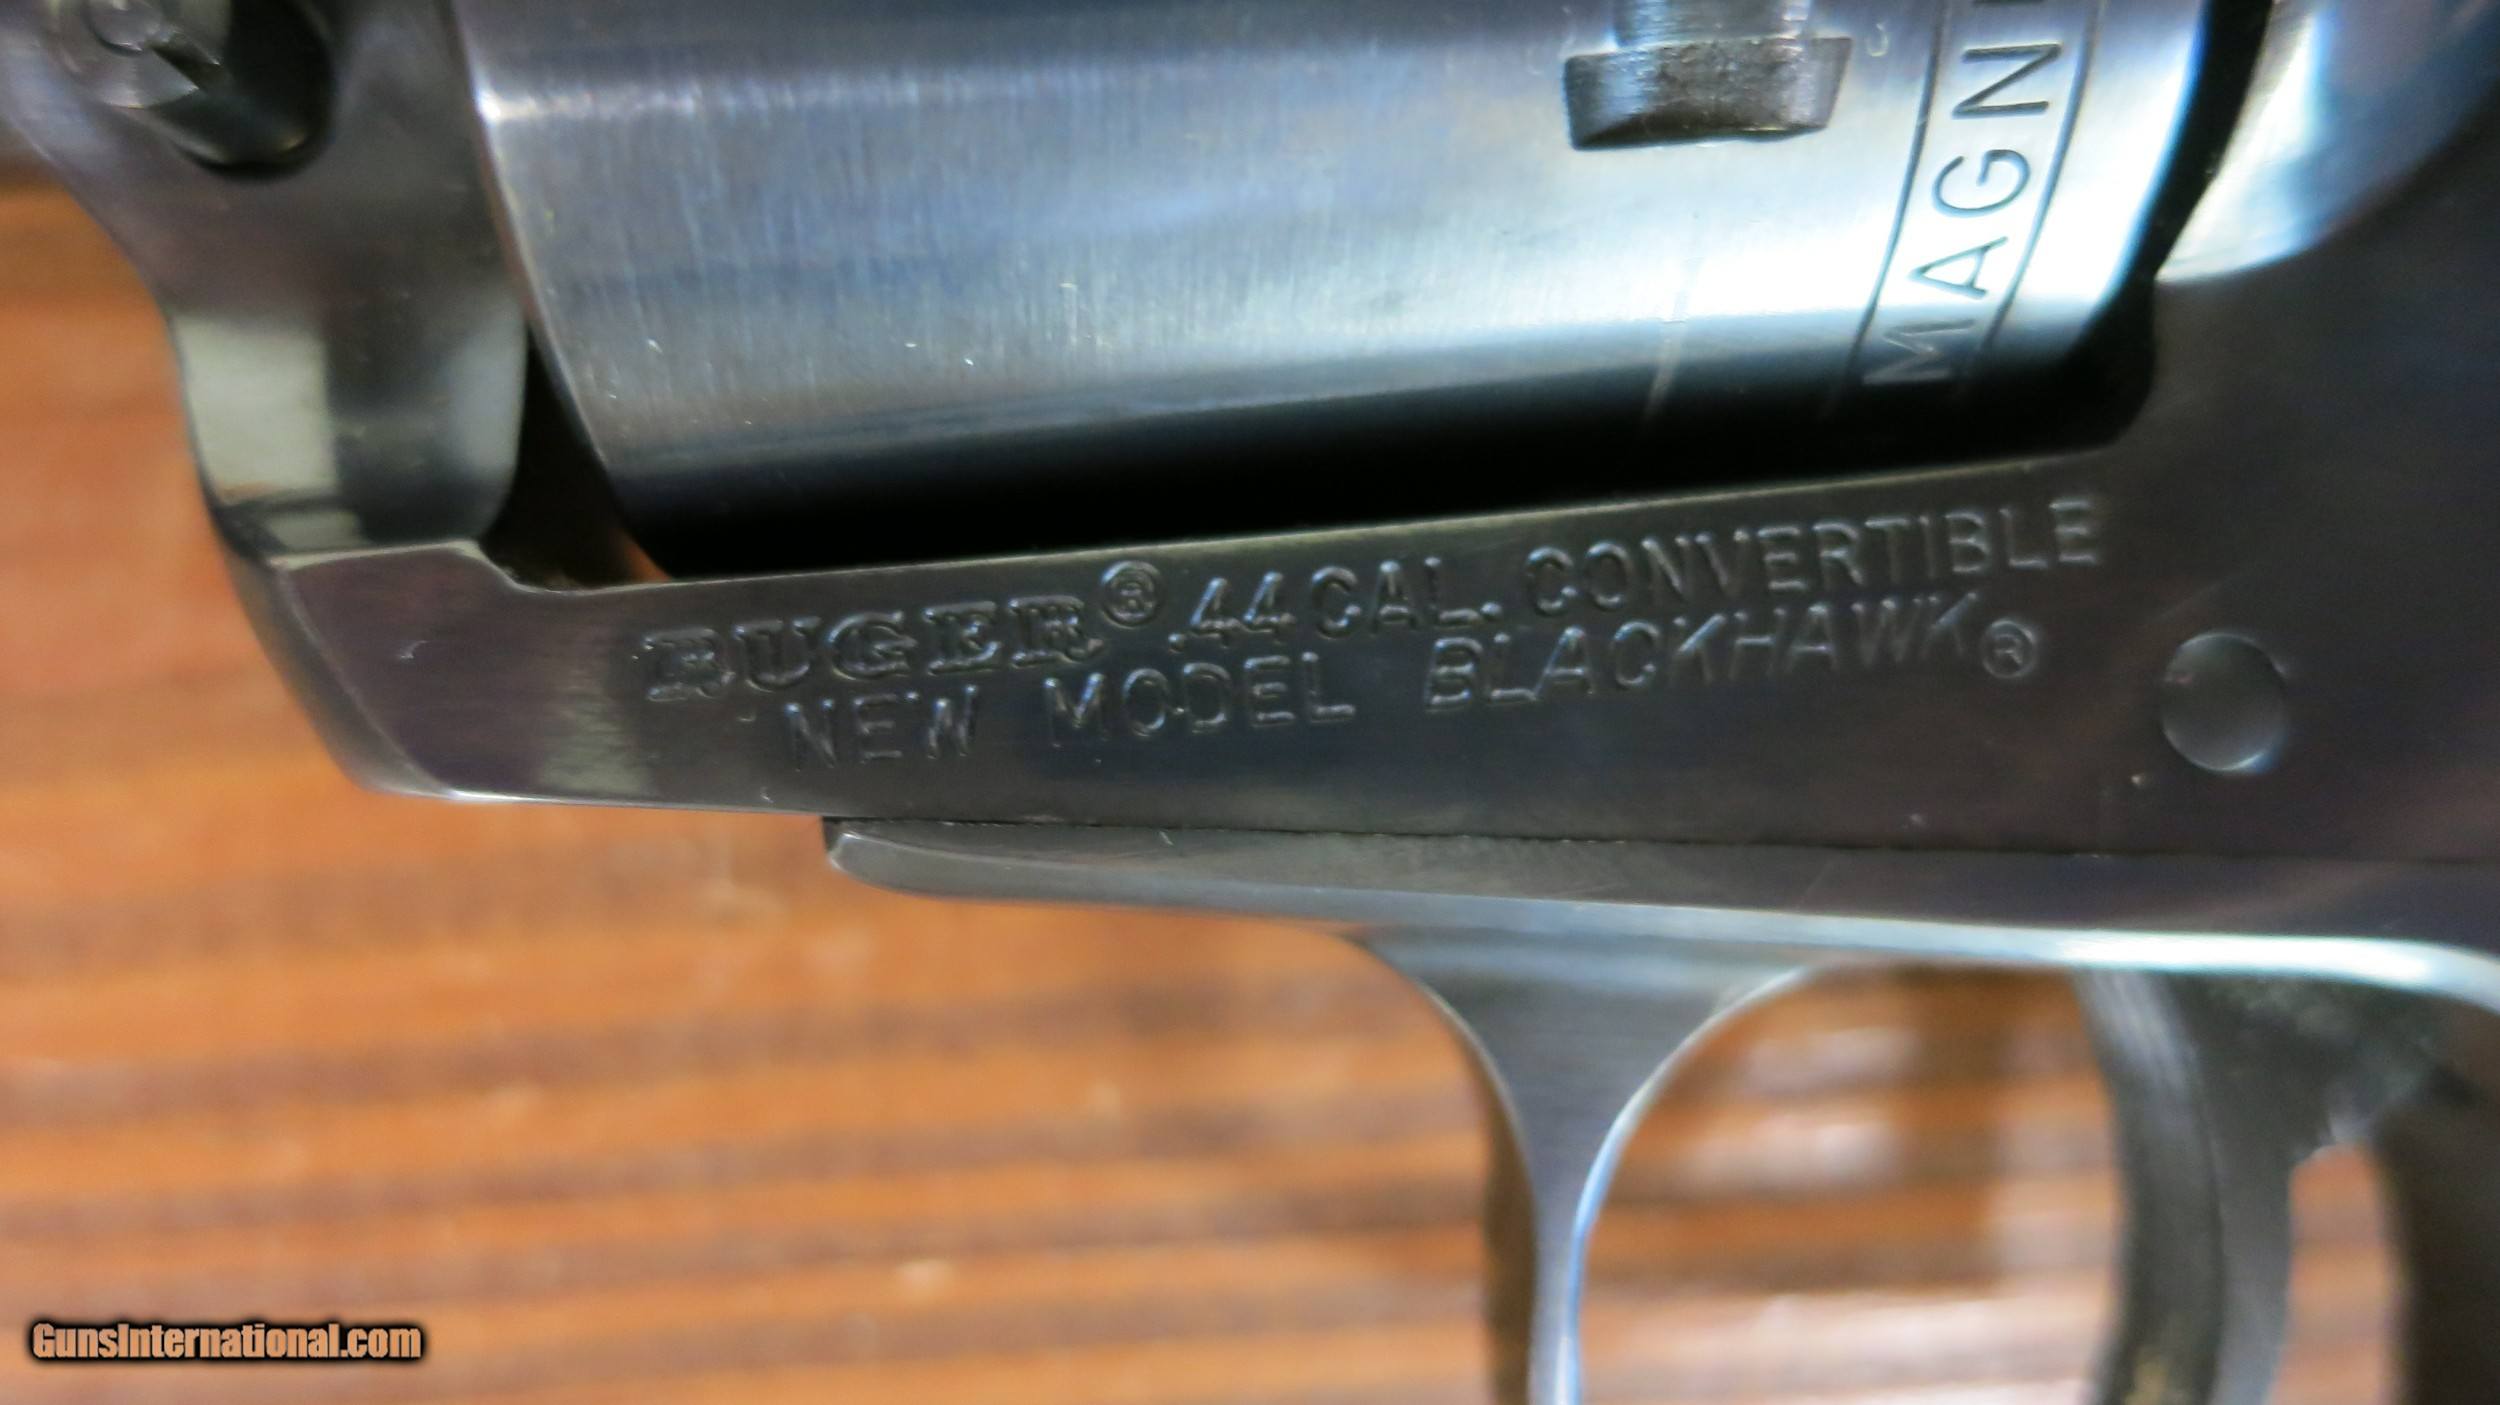 MAGN
RUGER® .44 CAL. CONVERTIBLE
NEW MODEL BLACKHAWK®
GunsInternational.com